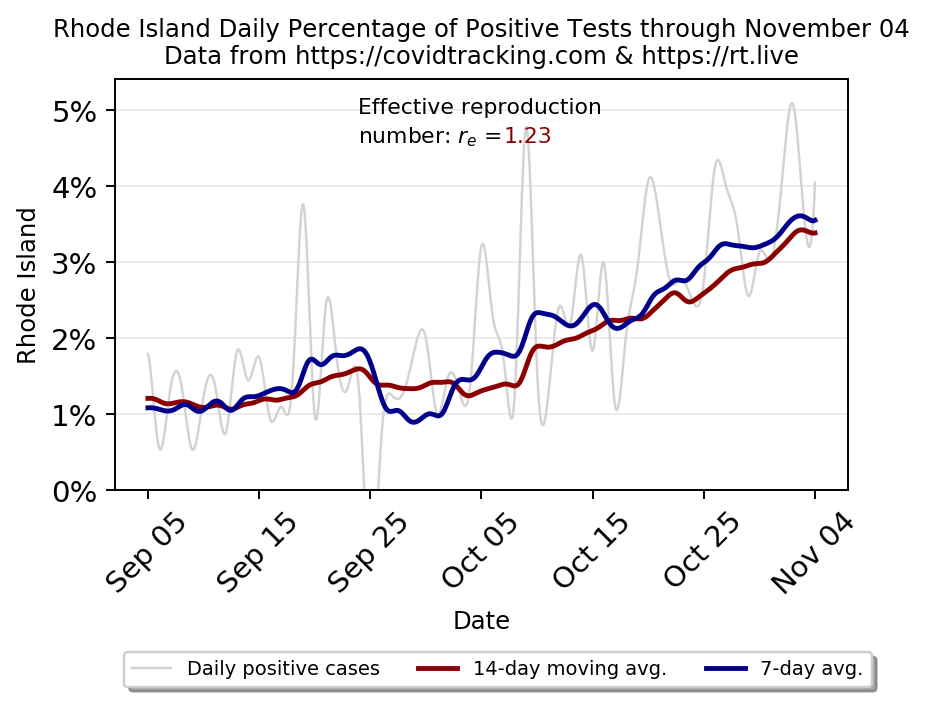 Rhode Island Daily Percentage of Positive Tests through November 04
Data from https://covidtracking.com & https://rt.live
Effective reproduction
number: rₑ =1.23
5%
4%
3%
2%
1%
0%
Rhode Island
Sep 05
Sep 15
Sep 25
Oct 05
Oct 15
Oct 25
Nov 04
Date
Daily positive cases
14-day moving avg.
7-day avg.